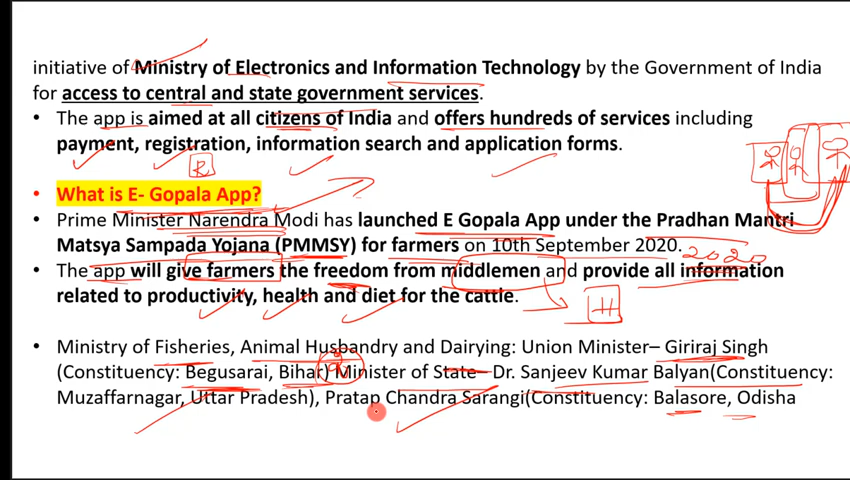 initiative of Ministry of Electronics and Information Technology by the Government of India
for access to central and state government services.
• The app is aimed at all citizens of India and offers hundreds of services including
payment, registration, information search and application forms.
• What is E- Gopala App?
• Prime Minister Narendra Modi has launched E Gopala App under the Pradhan Mantri
Matsya Sampada Yojana (PMMSY) for farmers on 10th September 2020.
2020
• The app will give farmers the freedom from middlemen and provide all information
related to productivity, health and diet for the cattle.
• Ministry of Fisheries, Animal Husbandry and Dairying: Union Minister– Giriraj Singh
(Constituency: Begusarai, Bihar) Minister of State– Dr. Sanjeev Kumar Balyan(Constituency:
Muzaffarnagar, Uttar Pradesh), Pratap Chandra Sarangi(Constituency: Balasore, Odisha